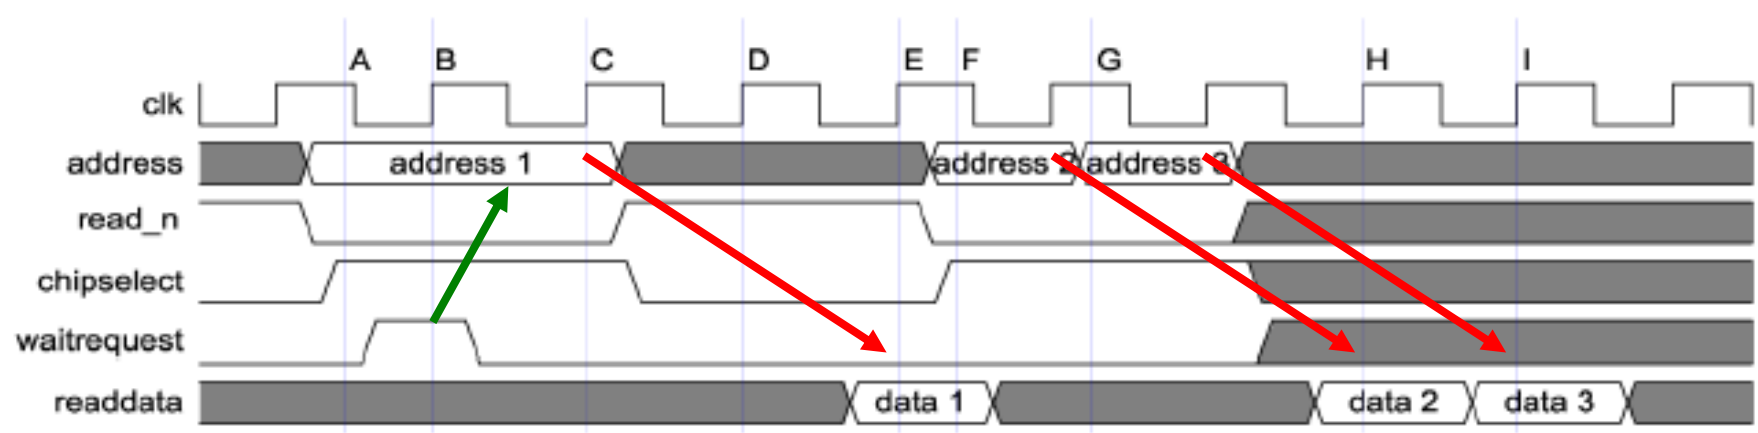 A B C D E F G H I
clk
address address 1 address 2 address 3
read_n
chipselect
waitrequest
readdata data 1 data 2 data 3